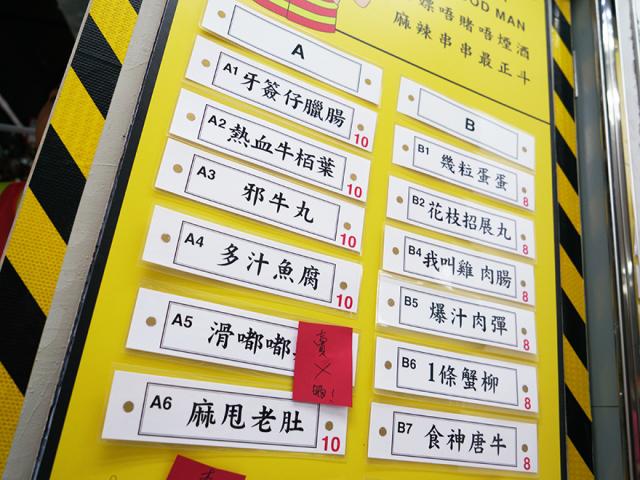 OOD MAN
嫖唔賭唔煙酒
麻辣串串最正斗
A
A1 牙簽仔臘腸 10
A2 熱血牛栢葉 10
A3 邪牛丸 10
A4 多汁魚腐 10
A5 滑嘟嘟
賣
X
晒!
A6 麻甩老肚 10
B
B1 幾粒蛋蛋 8
B2 花枝招展丸 8
B4 我叫雞肉腸 8
B5 爆汁肉彈 8
B6 1條蟹柳 8
B7 食神唐牛 8